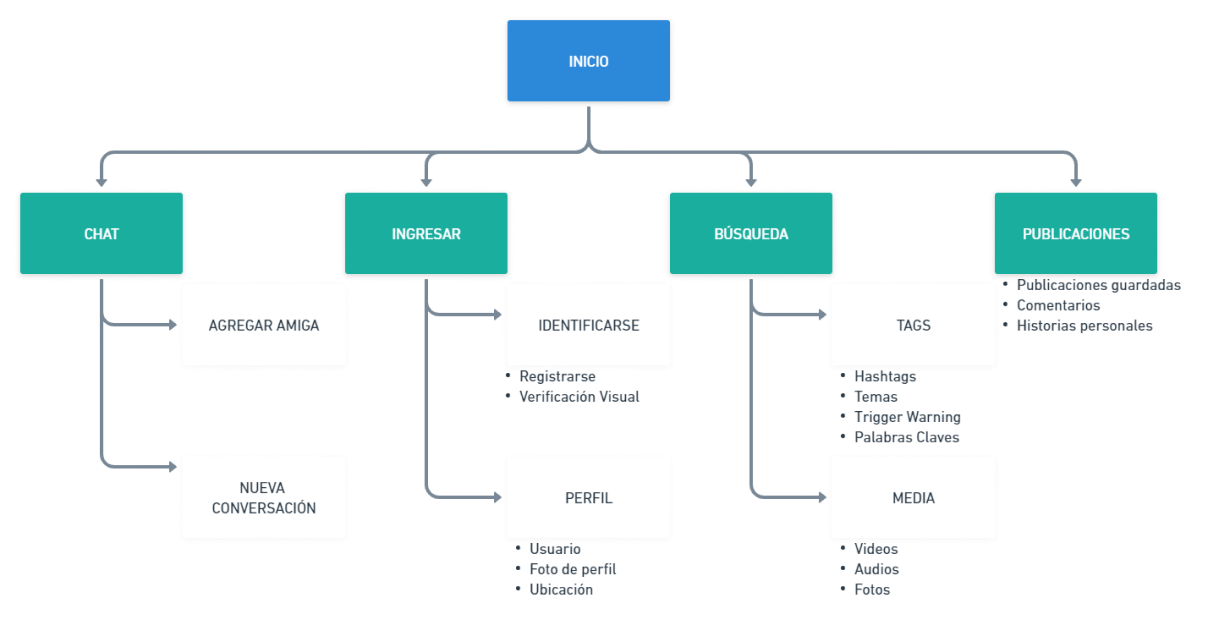 INICIO
CHAT
INGRESAR
BÚSQUEDA
PUBLICACIONES
• Publicaciones guardadas
• Comentarios
• Historias personales
AGREGAR AMIGA
NUEVA
CONVERSACIÓN
IDENTIFICARSE
• Registrarse
• Verificación Visual
PERFIL
• Usuario
• Foto de perfil
• Ubicación
TAGS
• Hashtags
• Temas
• Trigger Warning
• Palabras Claves
MEDIA
• Videos
• Audios
• Fotos